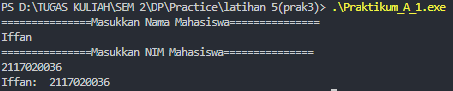 PS D:\TUGAS KULIAH\SEM 2\DP\Practice\latihan 5(prak3)> .\Praktikum_A_1.exe
===============Masukkan Nama Mahasiswa===============
Iffan
===============Masukkan NIM Mahasiswa===============
2117020036
Iffan:  2117020036